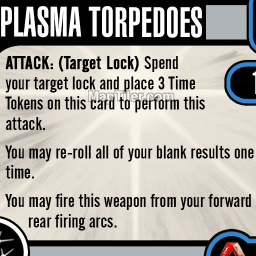 PLASMA TORPEDOES
ATTACK: (Target Lock) Spend
your target lock and place 3 Time
Tokens on this card to perform this
attack.
You may re-roll all of your blank results one
time.
You may fire this weapon from your forward
rear firing arcs.